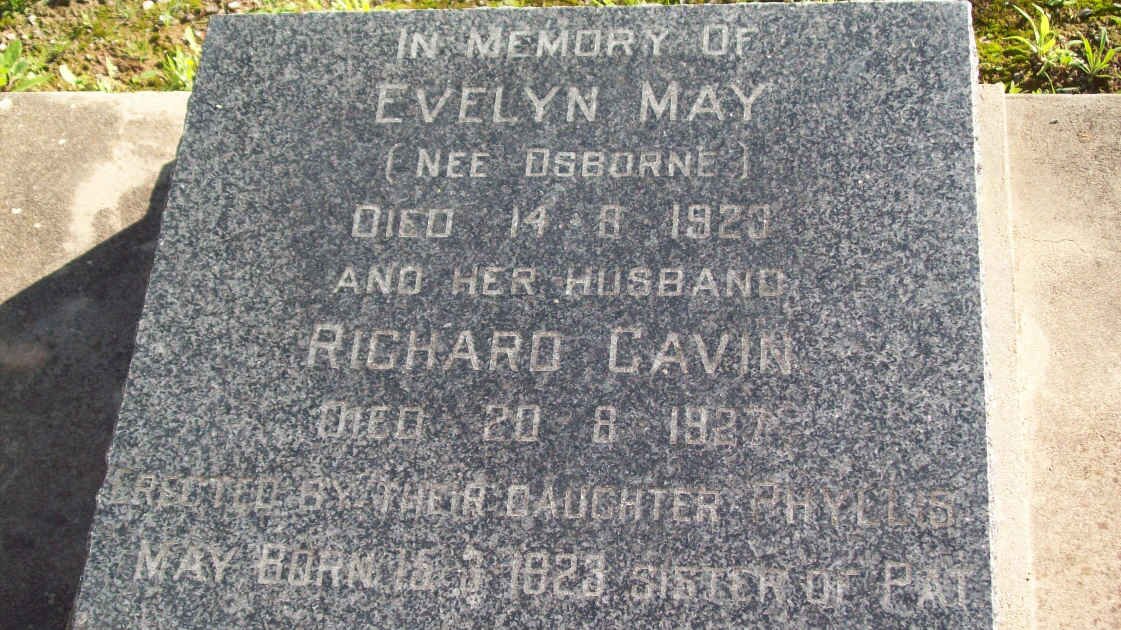 IN MEMORY OF
EVELYN MAY
(NEE OSBORNE)
DIED 14 8 1923
AND HER HUSBAND
RICHARD GAVIN
DIED 20 8 1927
ERECTED BY THEIR DAUGHTER PHYLLIS
MAY BORN 15 3 1923 SISTER OF PAT